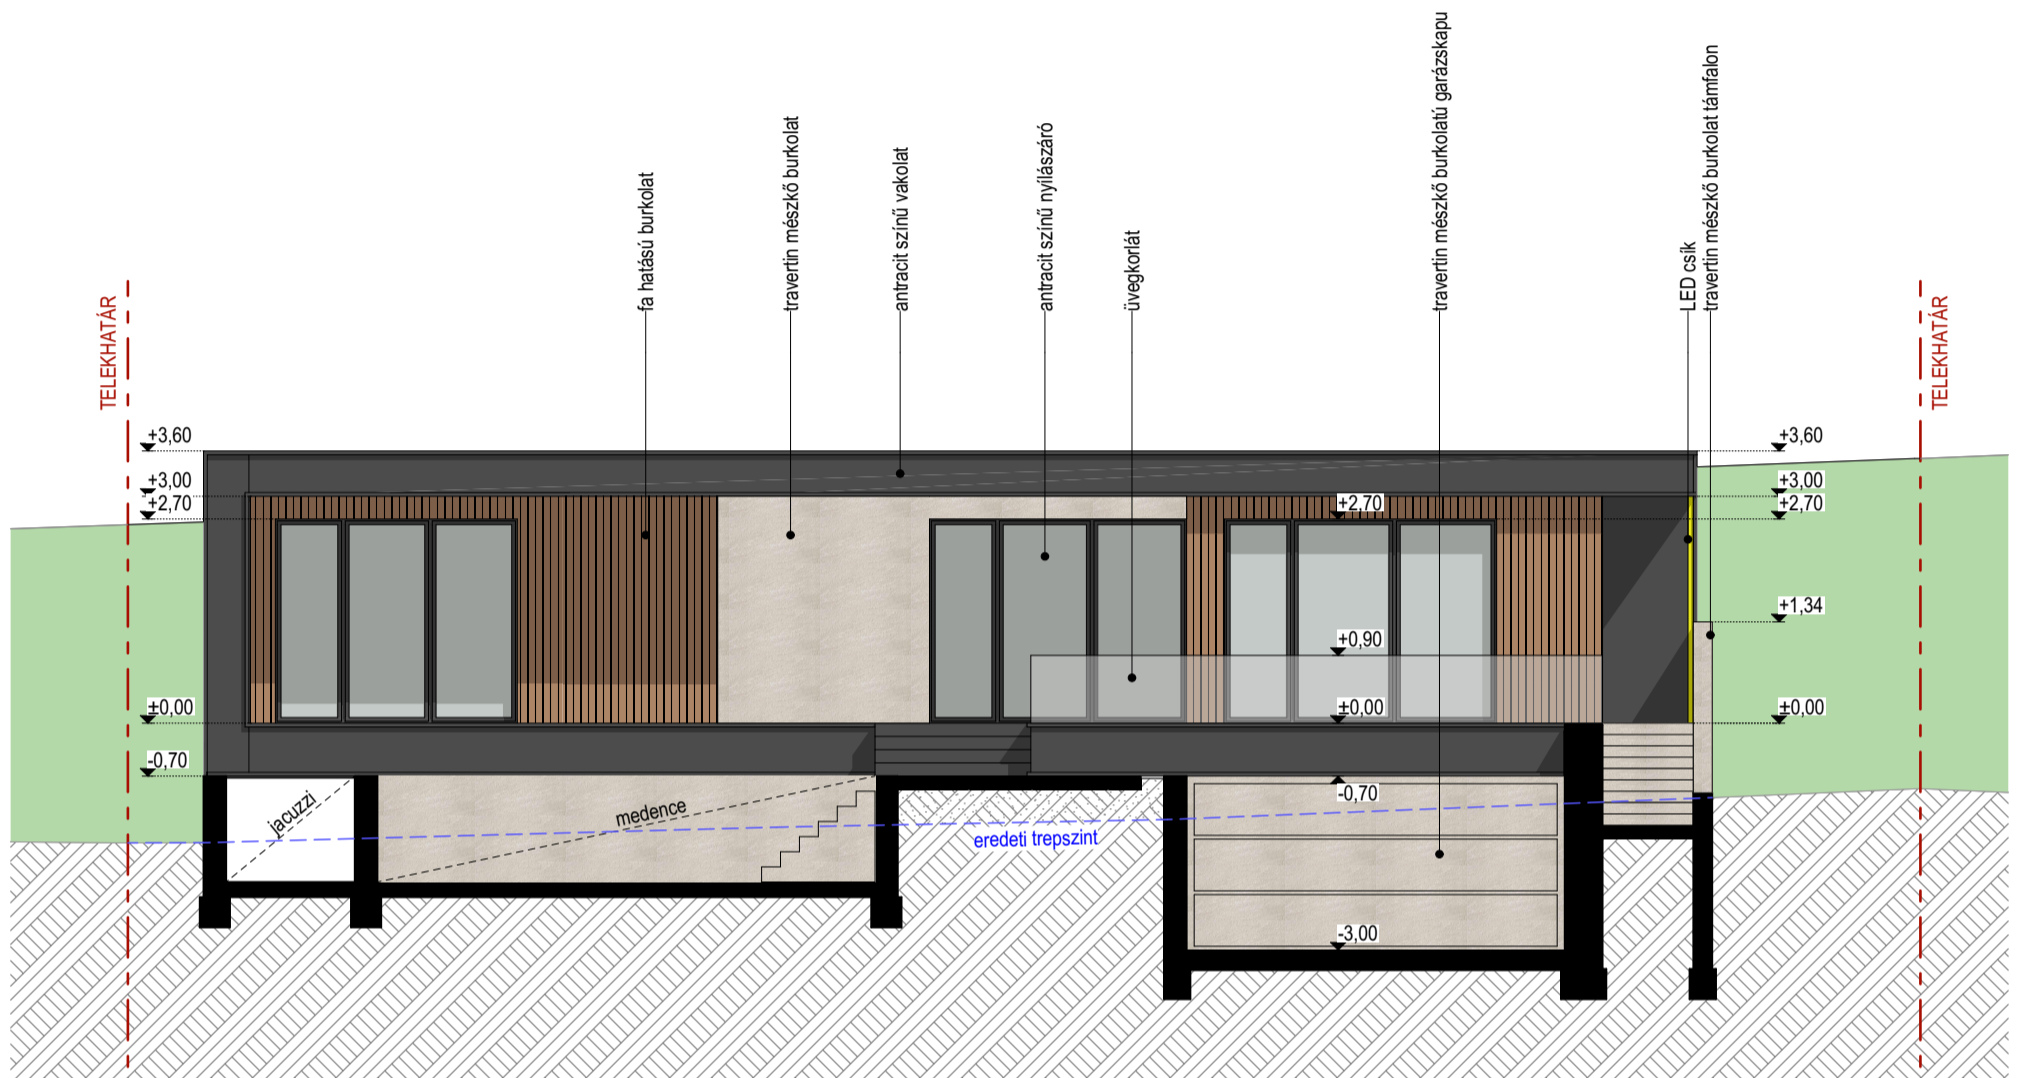 fa hatású burkolat
travertin mészkő burkolat
antracit színű vakolat
antracit színű nyílászáró
üvegkorlát
travertin mészkő burkolatú garázskapu
LED csík
travertin mészkő burkolat támfalon
TELEKHATÁR
TELEKHATÁR
+3,60
+3,00
+2,70
±0,00
-0,70
+2,70
+0,90
±0,00
-0,70
-3,00
+3,60
+3,00
+2,70
+1,34
±0,00
jacuzzi
medence
eredeti trepszint